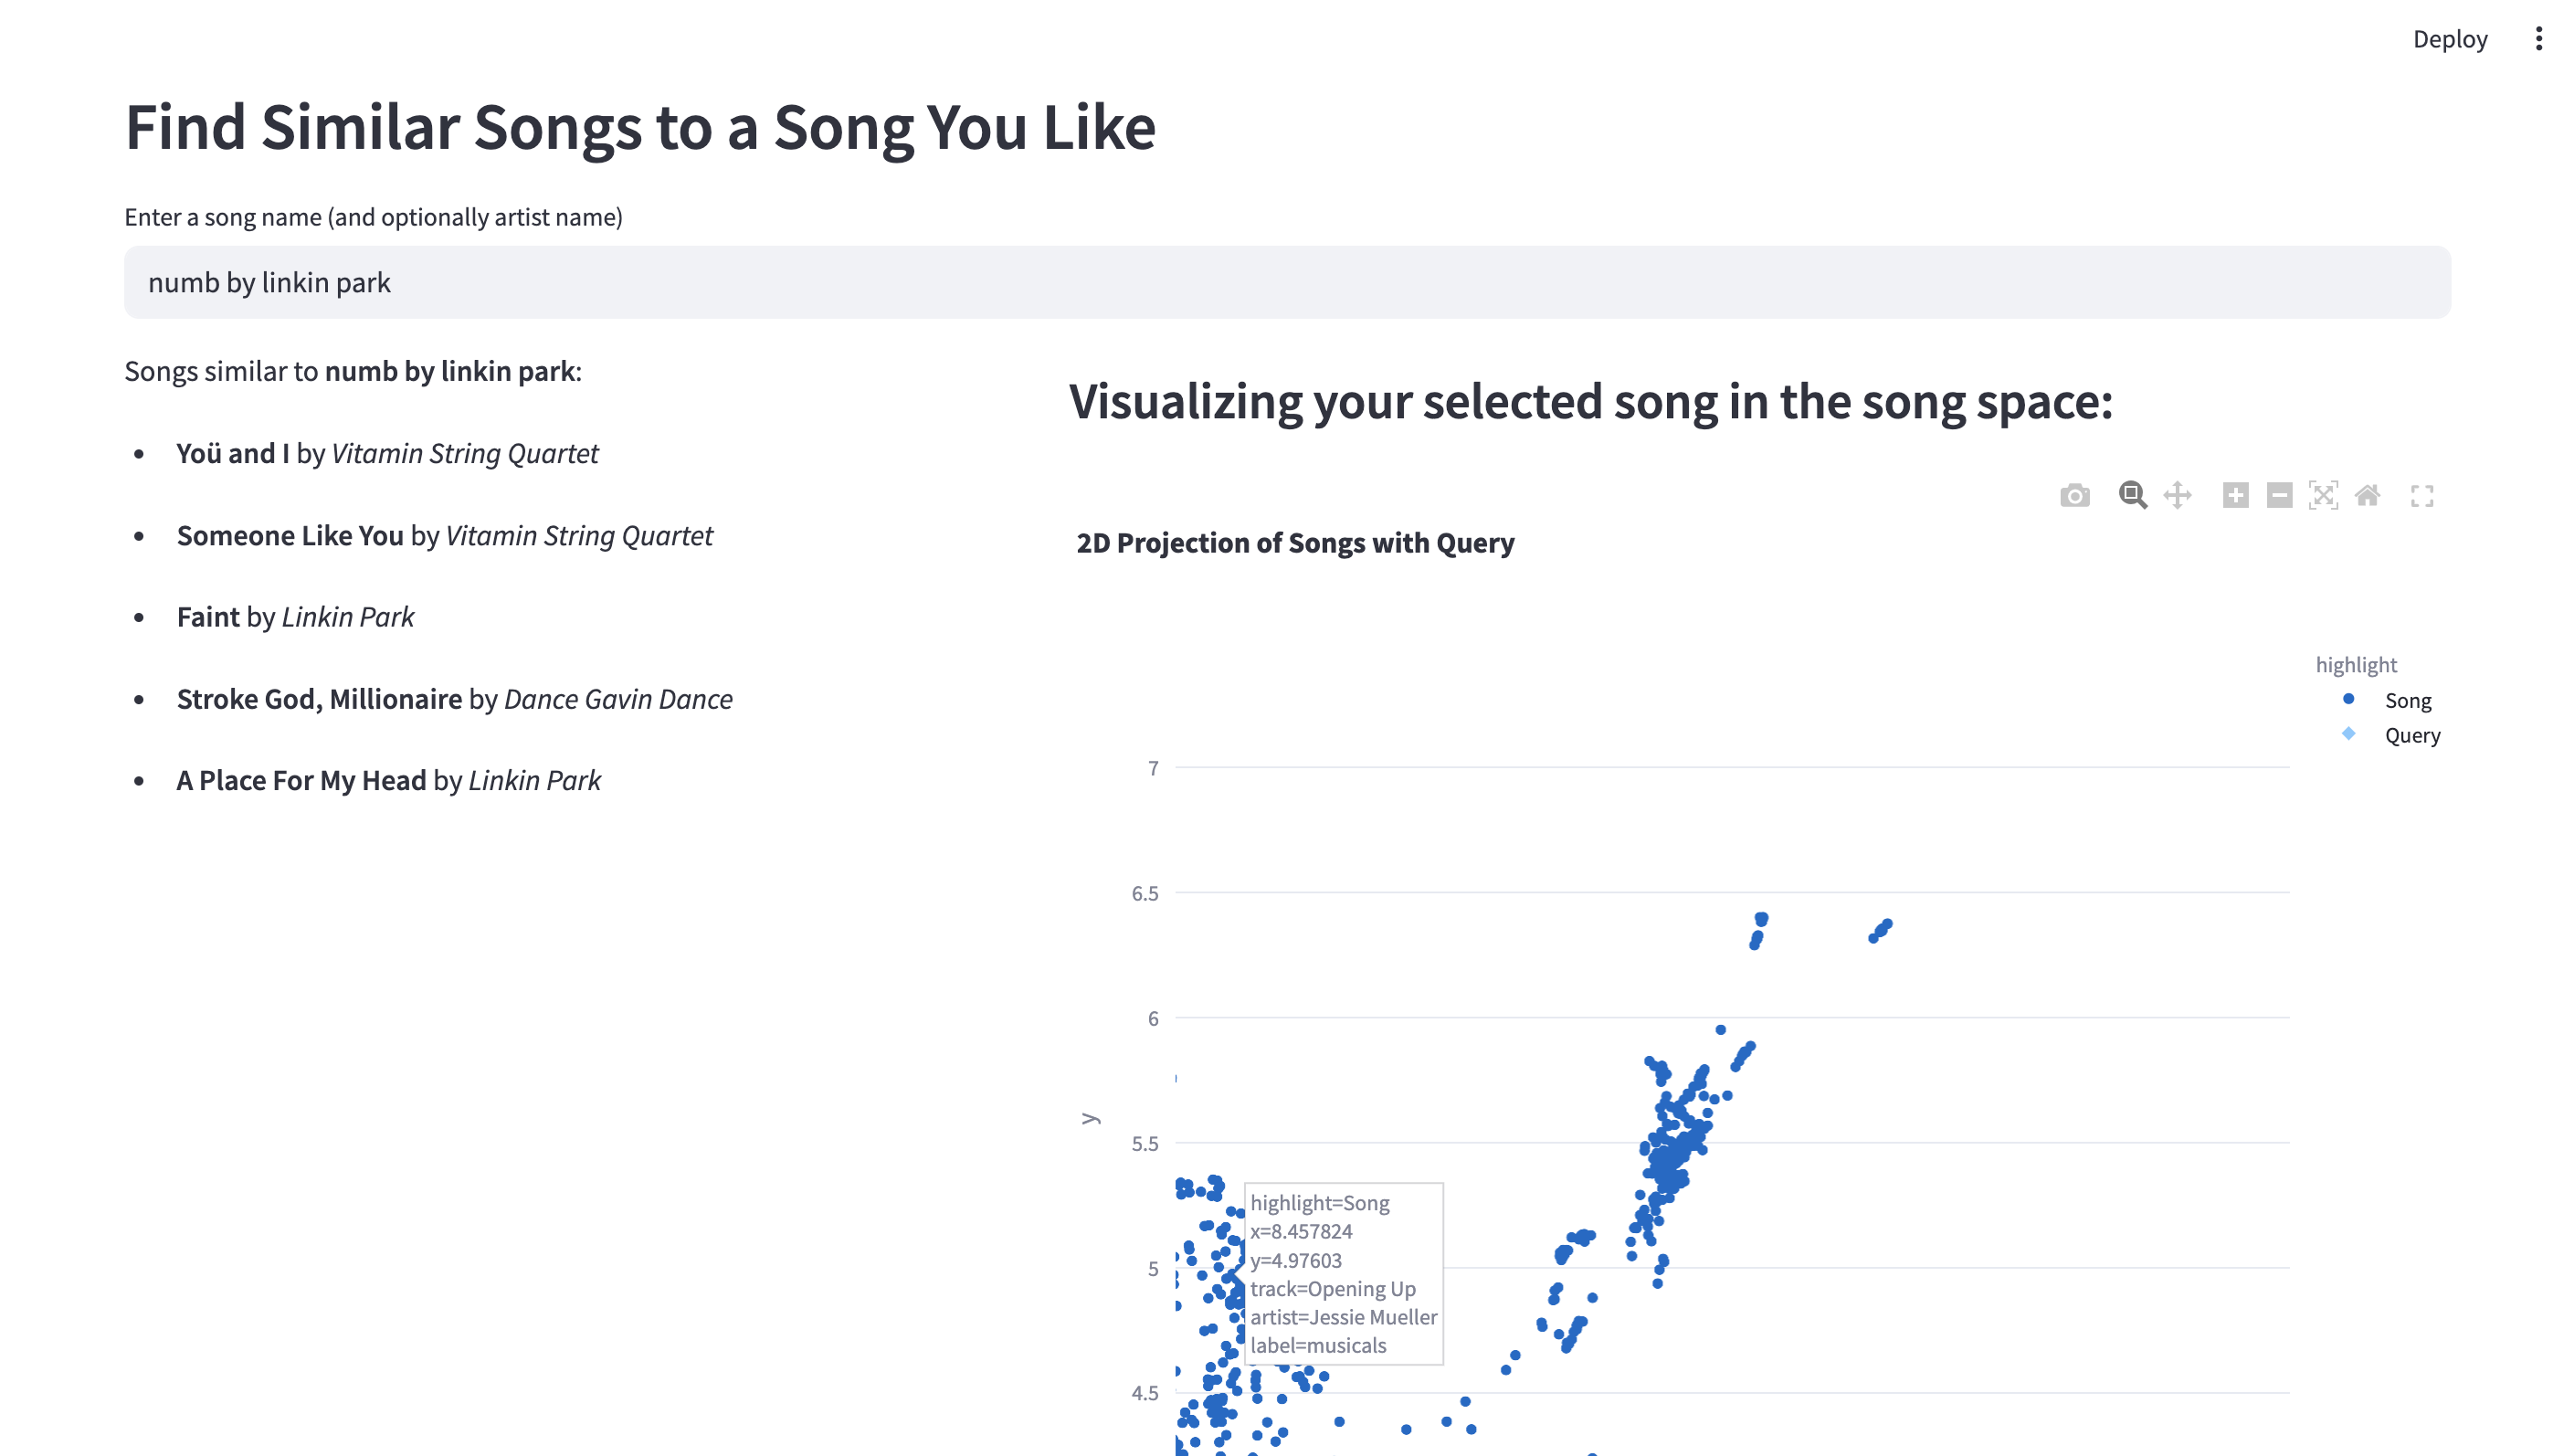 Deploy
Find Similar Songs to a Song You Like
Enter a song name (and optionally artist name)
numb by linkin park
Songs similar to numb by linkin park:
• Yoü and I by Vitamin String Quartet
• Someone Like You by Vitamin String Quartet
• Faint by Linkin Park
• Stroke God, Millionaire by Dance Gavin Dance
• A Place For My Head by Linkin Park
Visualizing your selected song in the song space:
2D Projection of Songs with Query
highlight
Song
Query
7
6.5
6
5.5
5
4.5
y
highlight=Song
x=8.457824
y=4.97603
track=Opening Up
artist=Jessie Mueller
label=musicals